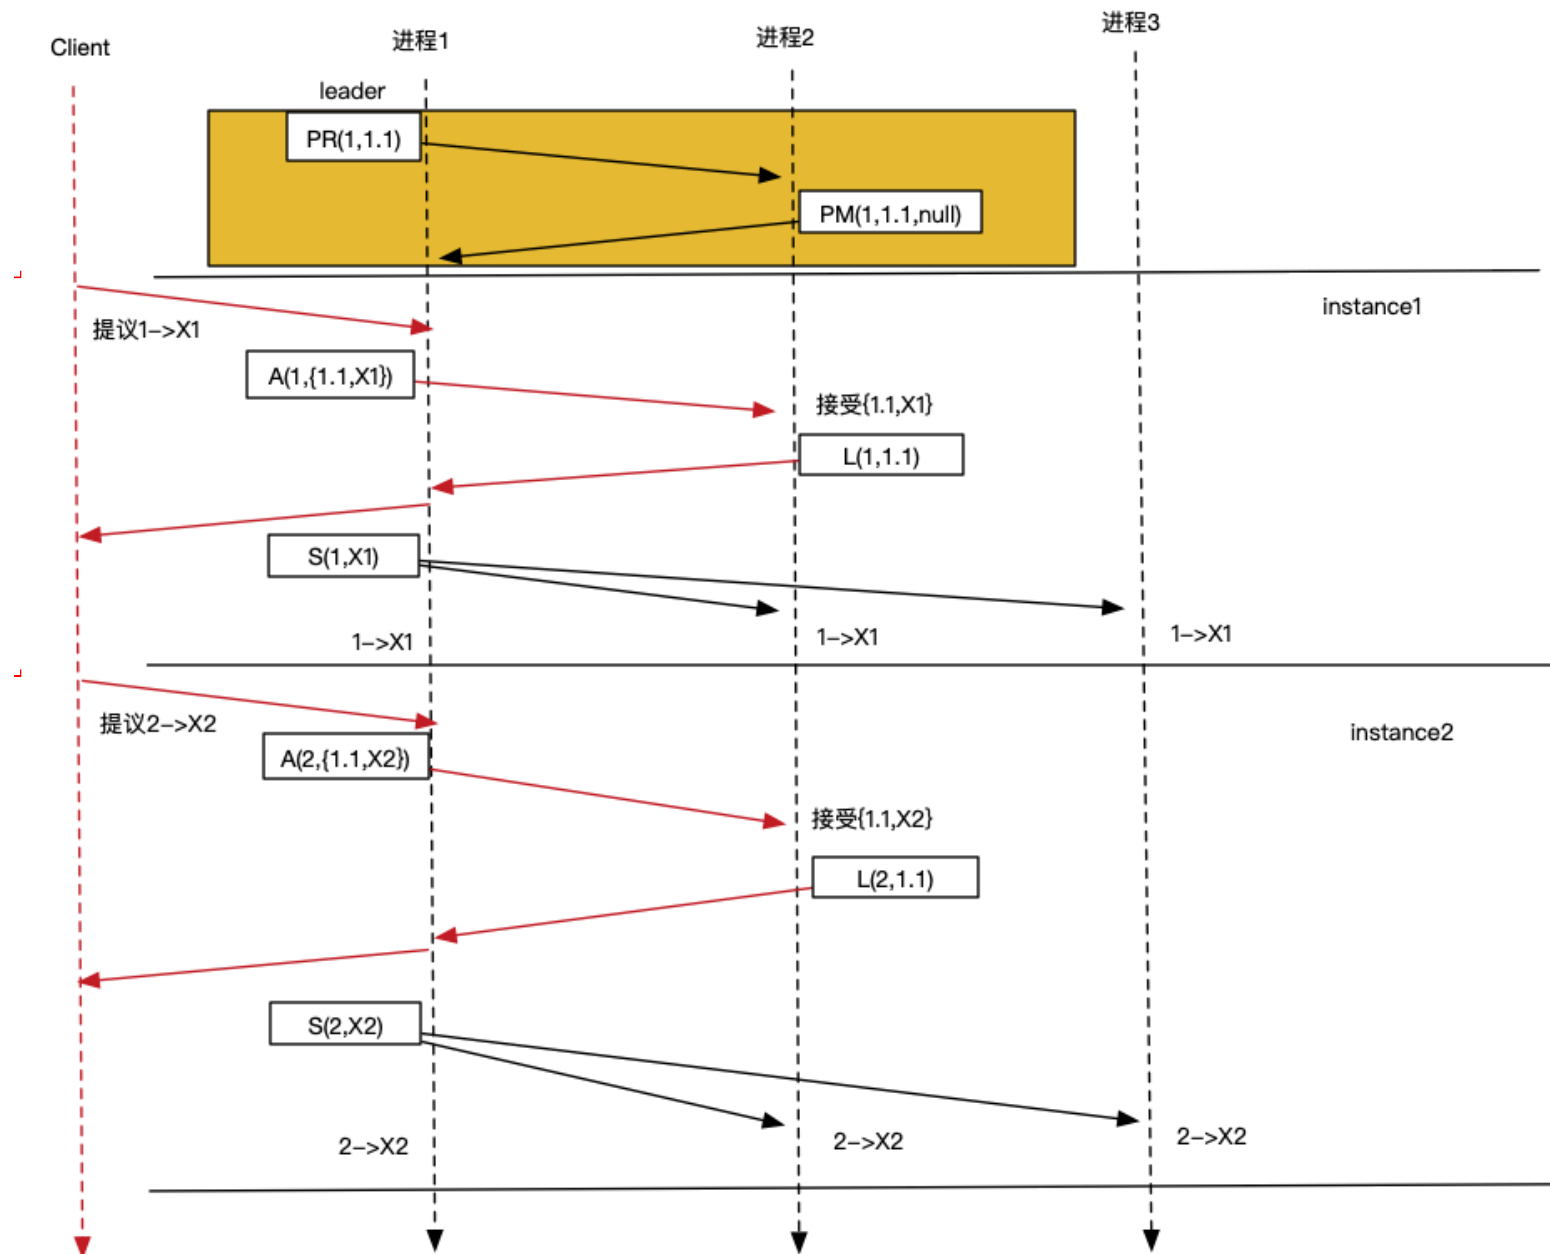 Client
进程1
进程2
进程3
leader
PR(1,1.1)
PM(1,1.1,null)
instance1
提议1->X1
A(1,{1.1,X1})
接受{1.1,X1}
L(1,1.1)
S(1,X1)
1->X1
1->X1
1->X1
提议2->X2
instance2
A(2,{1.1,X2})
接受{1.1,X2}
L(2,1.1)
S(2,X2)
2->X2
2->X2
2->X2